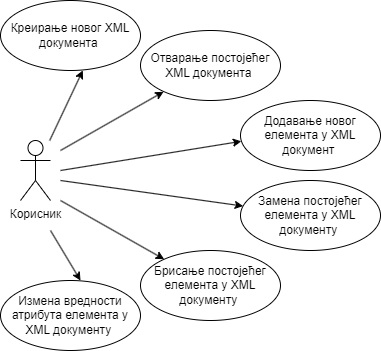 Креирање новог XML
документа
Отварање постојећег
XML документа
Додавање новог
елемента у XML
документ
Корисник
Замена постојећег
елемента у XML
документу
Брисање постојећег
елемента у XML
документу
Измена вредности
атрибута елемента у
XML документу